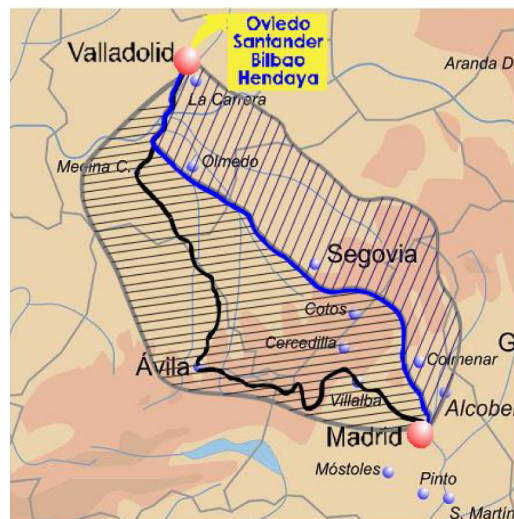 Oviedo
Santander
Bilbao
Hendaya
Valladolid
Aranda D
La Carrera
Medina C.
Olmedo
Segovia
Cotos
G
Cercedilla
Colmenar
Ávila
Villalba
Alcobe
Madrid
Móstoles
Pinto
S. Martín